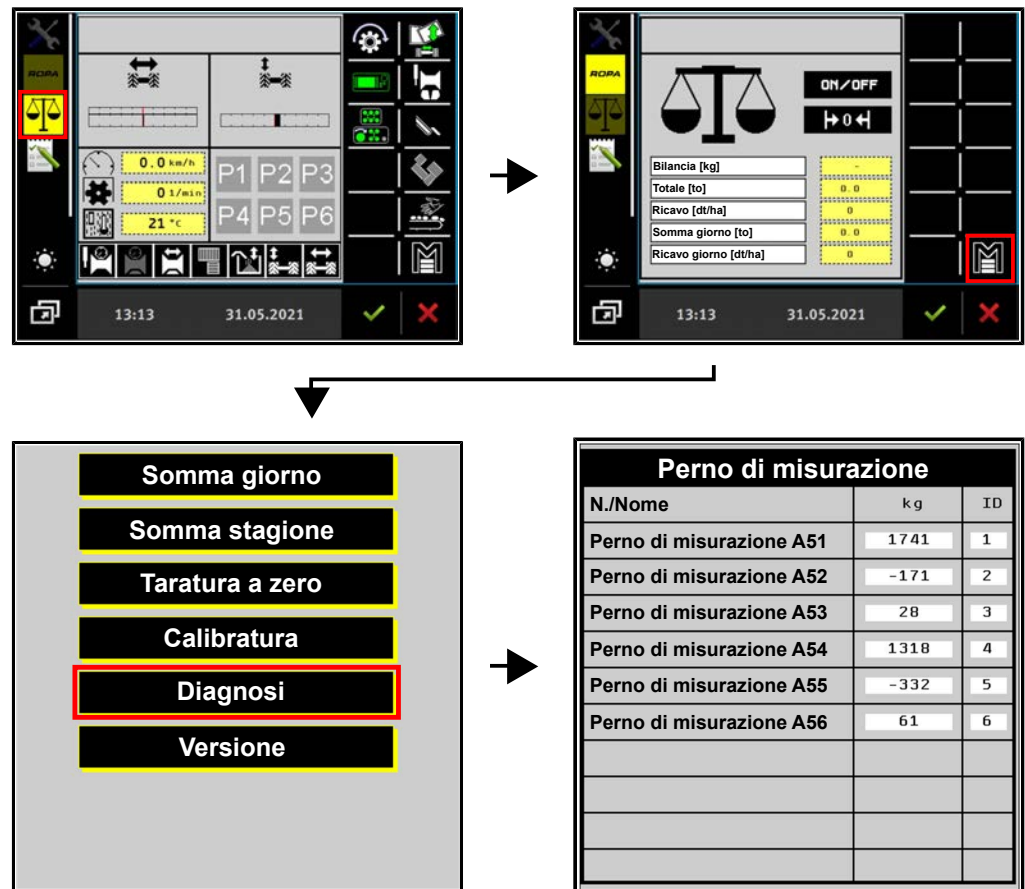 ROPA
0.0 km/h
0 1/min
21 °C
P1 P2 P3
P4 P5 P6
13:13 31.05.2021
ROPA
ON/OFF
0
Bilancia [kg] -
Totale [to] 0.0
Ricavo [dt/ha] 0
Somma giorno [to] 0.0
Ricavo giorno [dt/ha] 0
13:13 31.05.2021
Somma giorno
Somma stagione
Taratura a zero
Calibratura
Diagnosi
Versione
Perno di misurazione
N./Nome kg ID
Perno di misurazione A51 1741 1
Perno di misurazione A52 -171 2
Perno di misurazione A53 28 3
Perno di misurazione A54 1318 4
Perno di misurazione A55 -332 5
Perno di misurazione A56 61 6